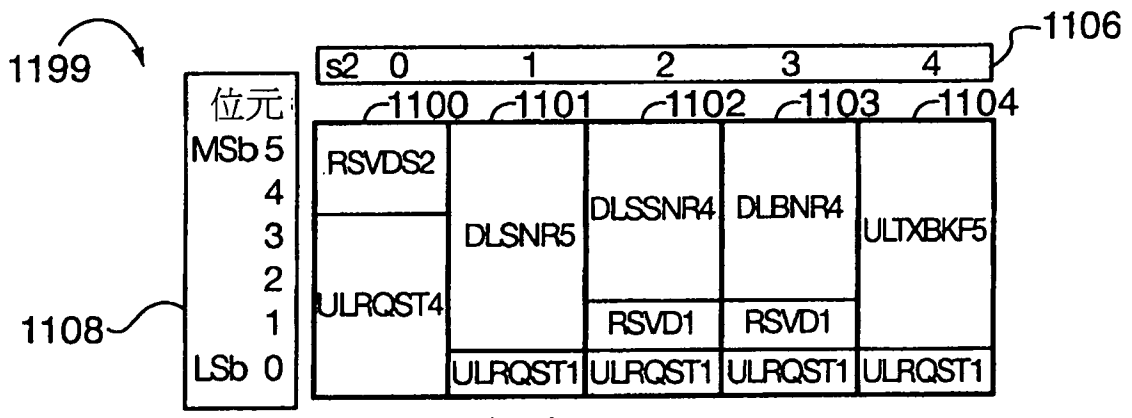 1199
1106
s2 0 1 2 3 4
位元
1100 1101 1102 1103 1104
MSb 5
4
3
2
1
LSb 0
1108
RSVDS2
ULRQST4
DLSNR5
ULRQST1
DLSSNR4
RSVD1
ULRQST1
DLBNR4
RSVD1
ULRQST1
ULTXBKF5
ULRQST1